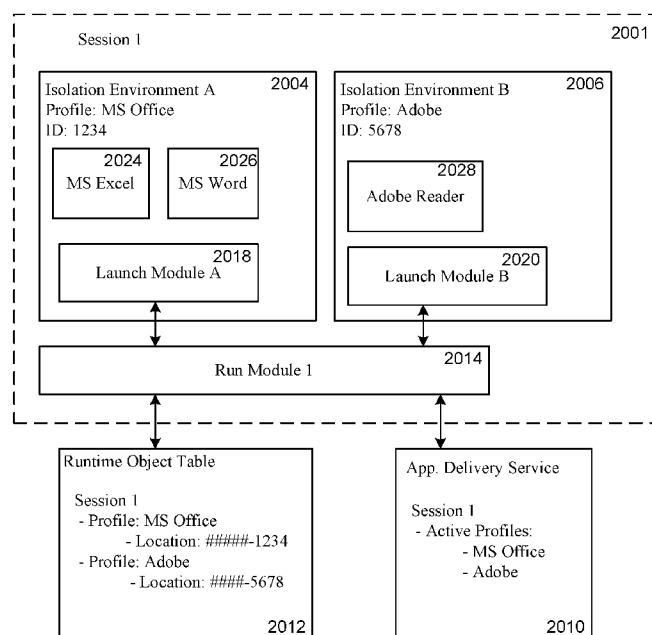 Session 1
2001
Isolation Environment A
2004
Profile: MS Office
ID: 1234
2024
MS Excel
2026
MS Word
2018
Launch Module A
Isolation Environment B
2006
Profile: Adobe
ID: 5678
2028
Adobe Reader
2020
Launch Module B
2014
Run Module 1
Runtime Object Table
Session 1
- Profile: MS Office
- Location: #####-1234
- Profile: Adobe
- Location: ####-5678
2012
App. Delivery Service
Session 1
- Active Profiles:
- MS Office
- Adobe
2010